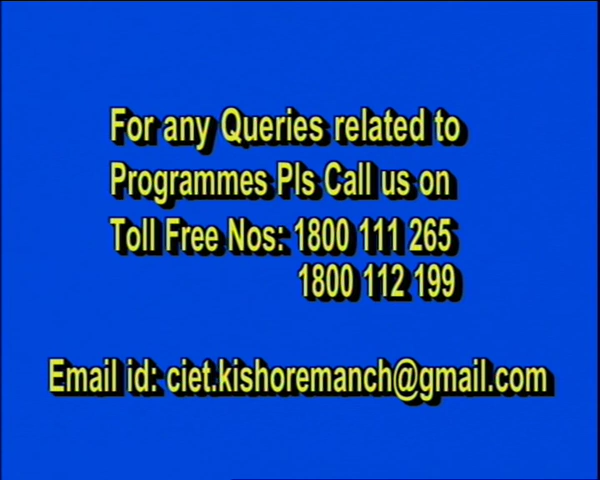 For any Queries related to
Programmes Pls Call us on
Toll Free Nos: 1800 111 265
1800 112 199
Email id: ciet.kishoremanch@gmail.com